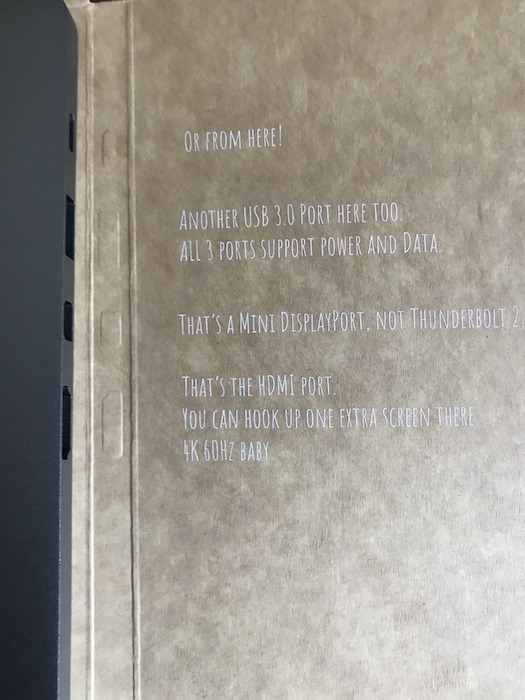 OR FROM HERE!
ANOTHER USB 3.0 PORT HERE TOO.
ALL 3 PORTS SUPPORT POWER AND DATA.
THAT'S A MINI DISPLAYPORT, NOT THUNDERBOLT 2.
THAT'S THE HDMI PORT.
YOU CAN HOOK UP ONE EXTRA SCREEN THERE
4K 60HZ BABY.